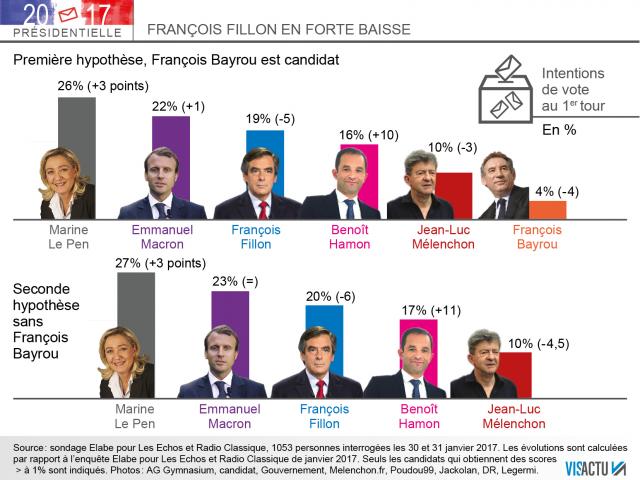 20 17
PRÉSIDENTIELLE
FRANÇOIS FILLON EN FORTE BAISSE
Première hypothèse, François Bayrou est candidat
Intentions
de vote
au 1er tour
En %
26% (+3 points)
22% (+1)
19% (-5)
16% (+10)
10% (-3)
4% (-4)
Marine
Le Pen
Emmanuel
Macron
François
Fillon
Benoît
Hamon
Jean-Luc
Mélenchon
François
Bayrou
Seconde
hypothèse
sans
François
Bayrou
27% (+3 points)
23% (=)
20% (-6)
17% (+11)
10% (-4,5)
Marine
Le Pen
Emmanuel
Macron
François
Fillon
Benoît
Hamon
Jean-Luc
Mélenchon
Source : sondage Elabe pour Les Echos et Radio Classique, 1053 personnes interrogées les 30 et 31 janvier 2017. Les évolutions sont calculées
par rapport à l'enquête Elabe pour Les Echos et Radio Classique de janvier 2017. Seuls les candidats qui obtiennent des scores
> à 1% sont indiqués. Photos : AG Gymnasium, candidat, Gouvernement, Melenchon.fr, Poudou99, Jackolan, DR, Legermi.
VISACTU